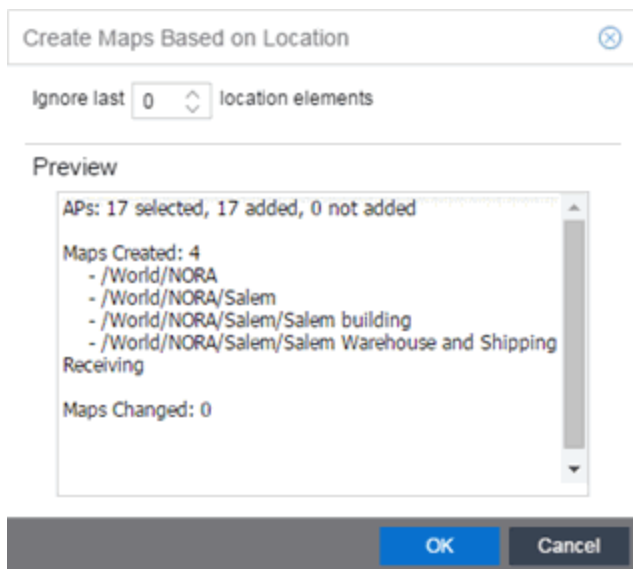 Create Maps Based on Location
Ignore last 0 location elements
Preview
APs: 17 selected, 17 added, 0 not added
Maps Created: 4
- /World/NORA
- /World/NORA/Salem
- /World/NORA/Salem/Salem building
- /World/NORA/Salem/Salem Warehouse and Shipping
Receiving
Maps Changed: 0
OK Cancel